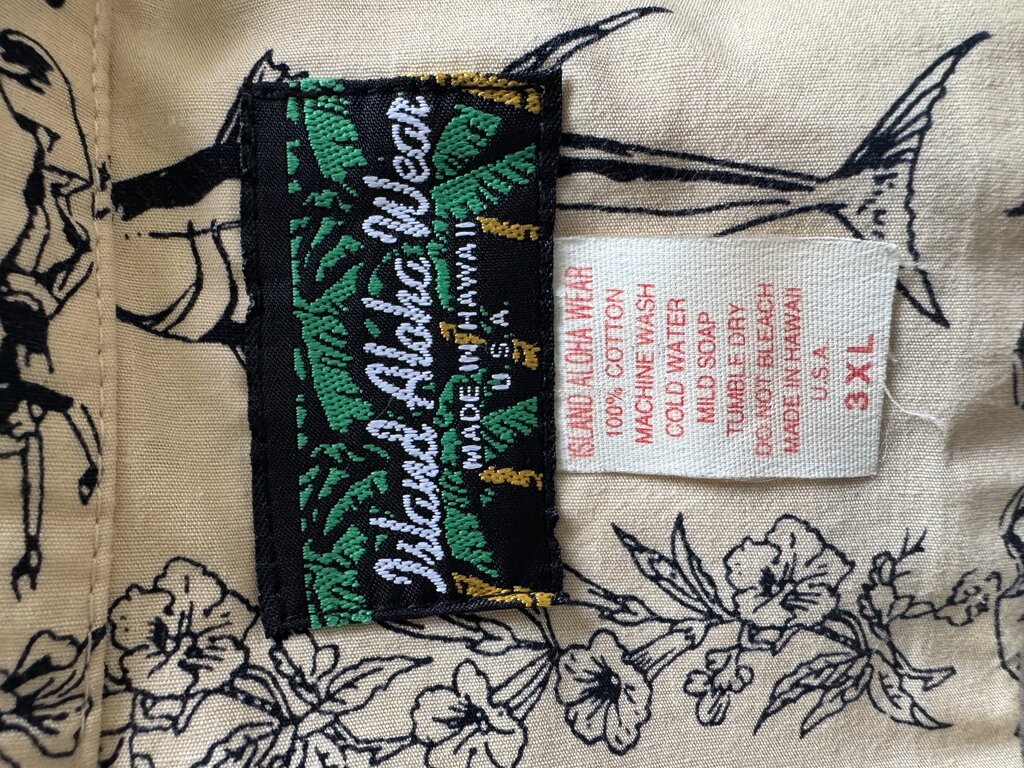 Island Aloha Wear
MADE IN HAWAII
U.S.A.
ISLAND ALOHA WEAR
100% COTTON
MACHINE WASH
COLD WATER
MILD SOAP
TUMBLE DRY
DO NOT BLEACH
MADE IN HAWAII
U.S.A
3XL